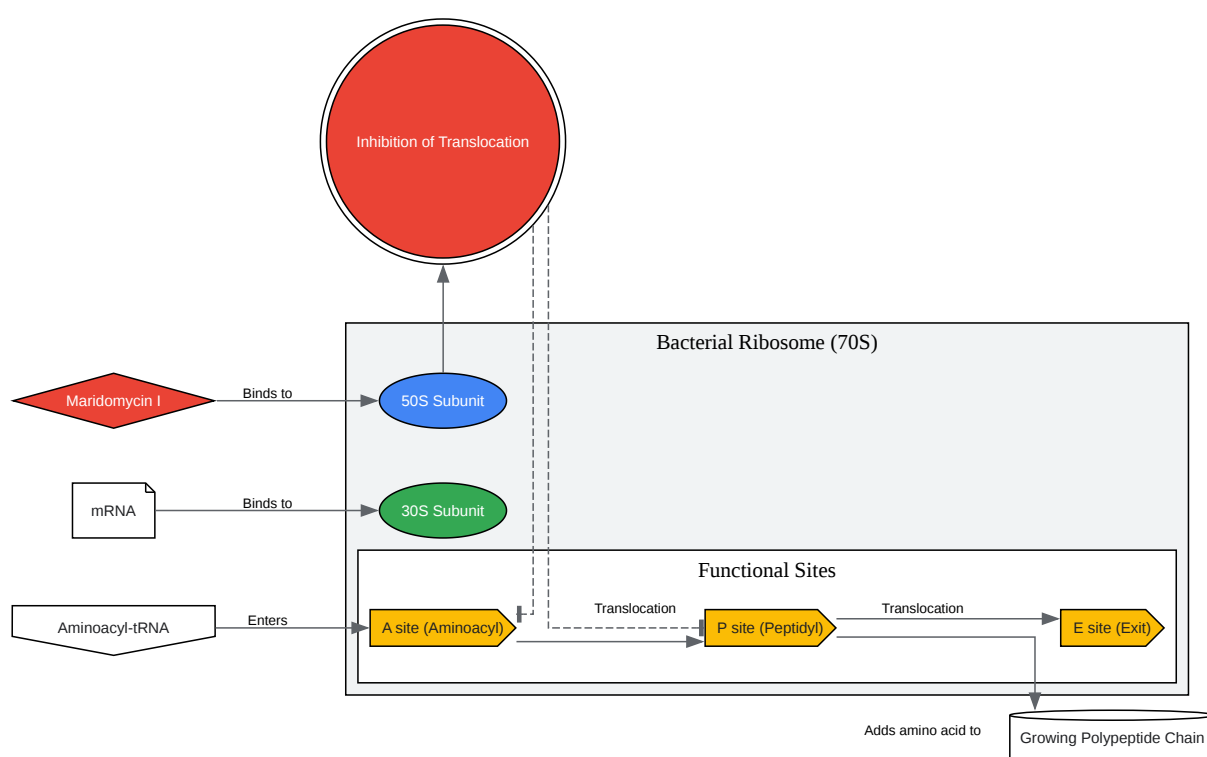 Inhibition of Translocation
Bacterial Ribosome (70S)
Maridomycin I
Binds to
50S Subunit
mRNA
Binds to
30S Subunit
Functional Sites
Aminoacyl-tRNA
Enters
A site (Aminoacyl)
Translocation
P site (Peptidyl)
Translocation
E site (Exit)
Adds amino acid to
Growing Polypeptide Chain